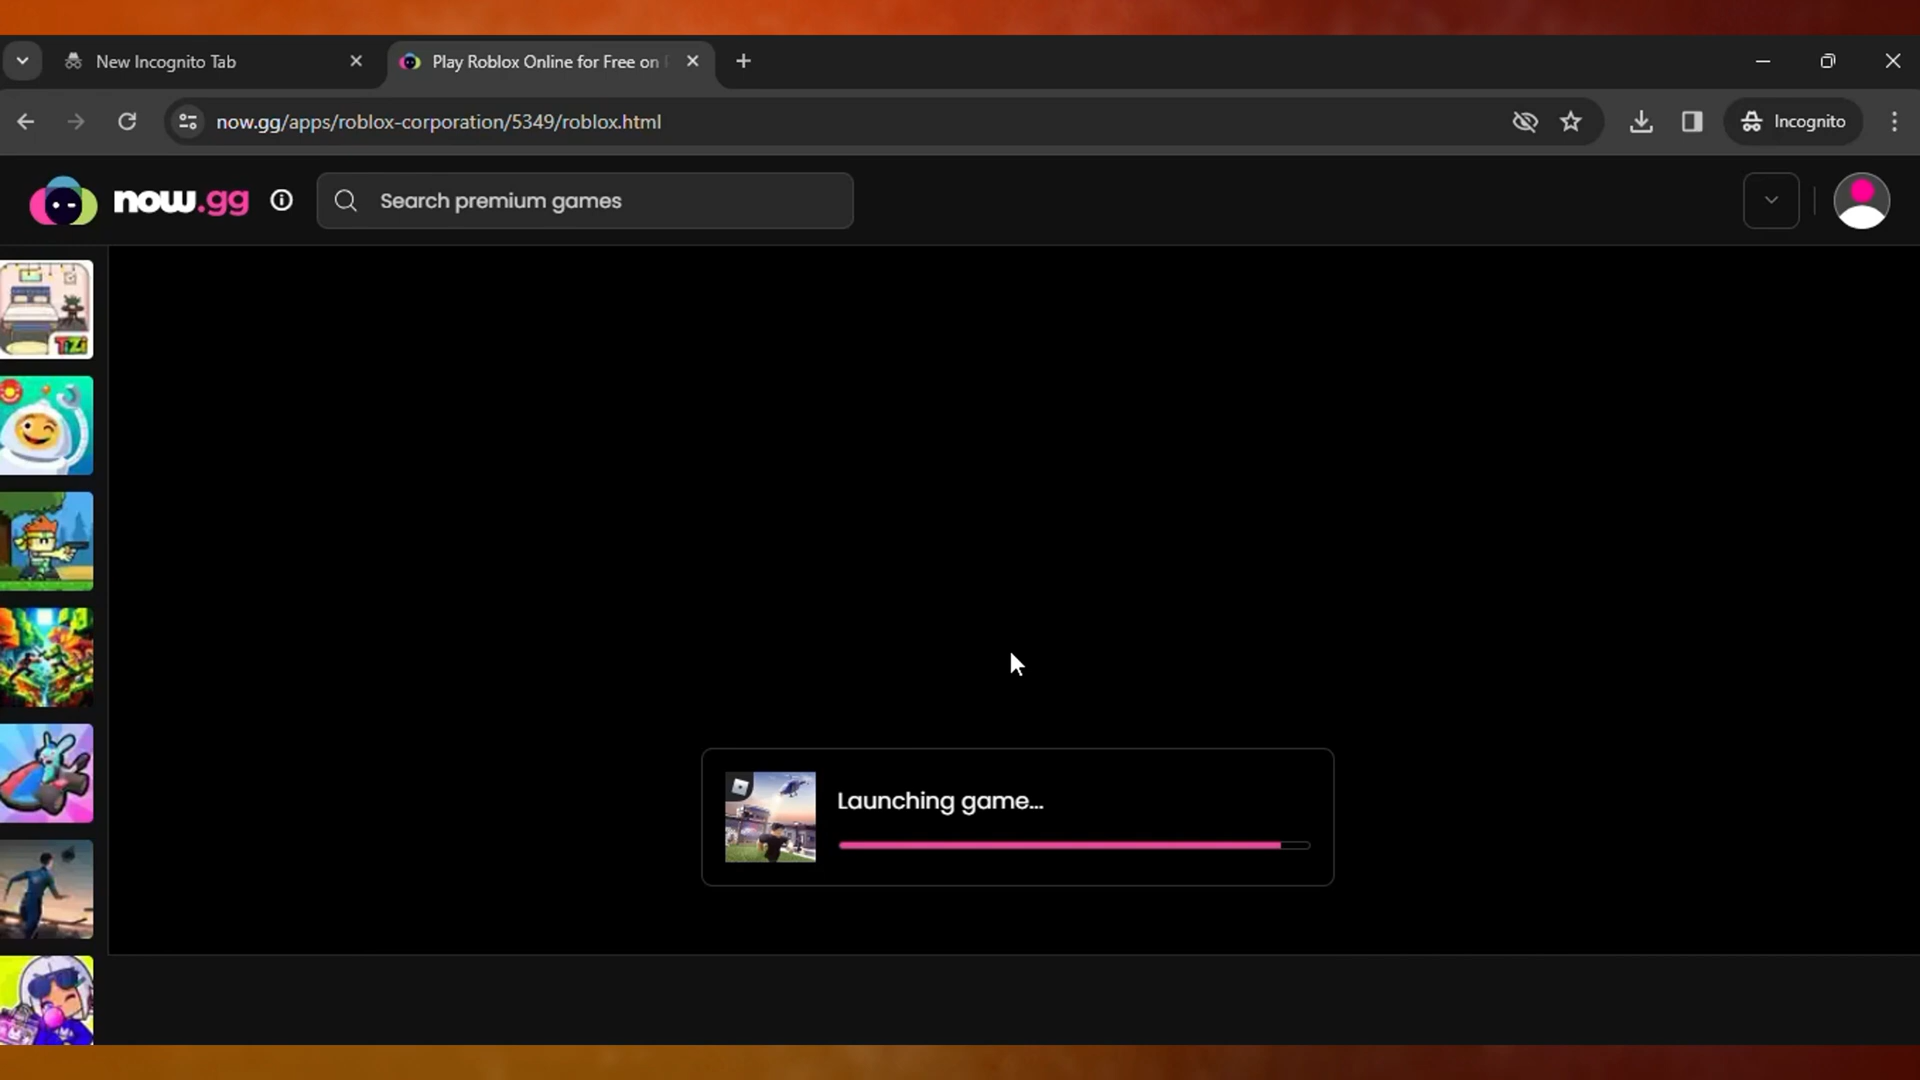 New Incognito Tab
Play Roblox Online for Free on
now.gg/apps/roblox-corporation/5349/roblox.html
Incognito
now.gg
Search premium games
TiZi
Launching game...